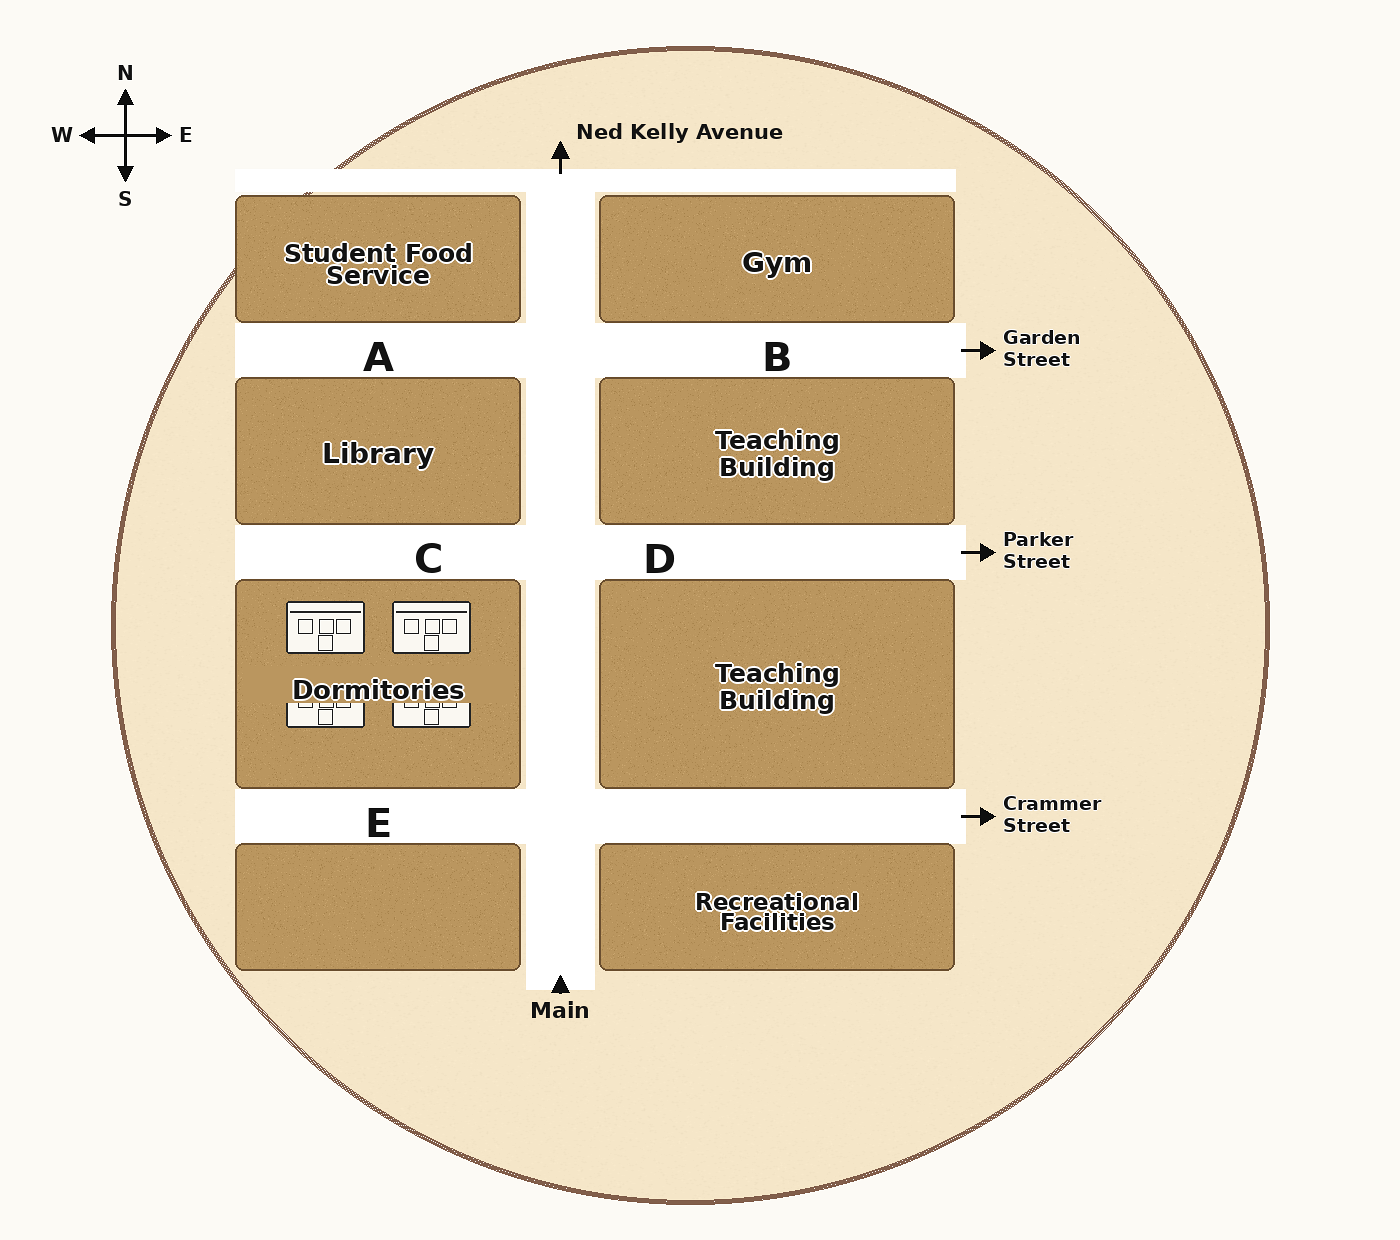 N
W E
S
Ned Kelly Avenue
Student Food
Service
Gym
Garden
Street
A
B
Library
Teaching
Building
Parker
Street
C
D
Dormitories
Teaching
Building
Crammer
Street
E
Recreational
Facilities
Main